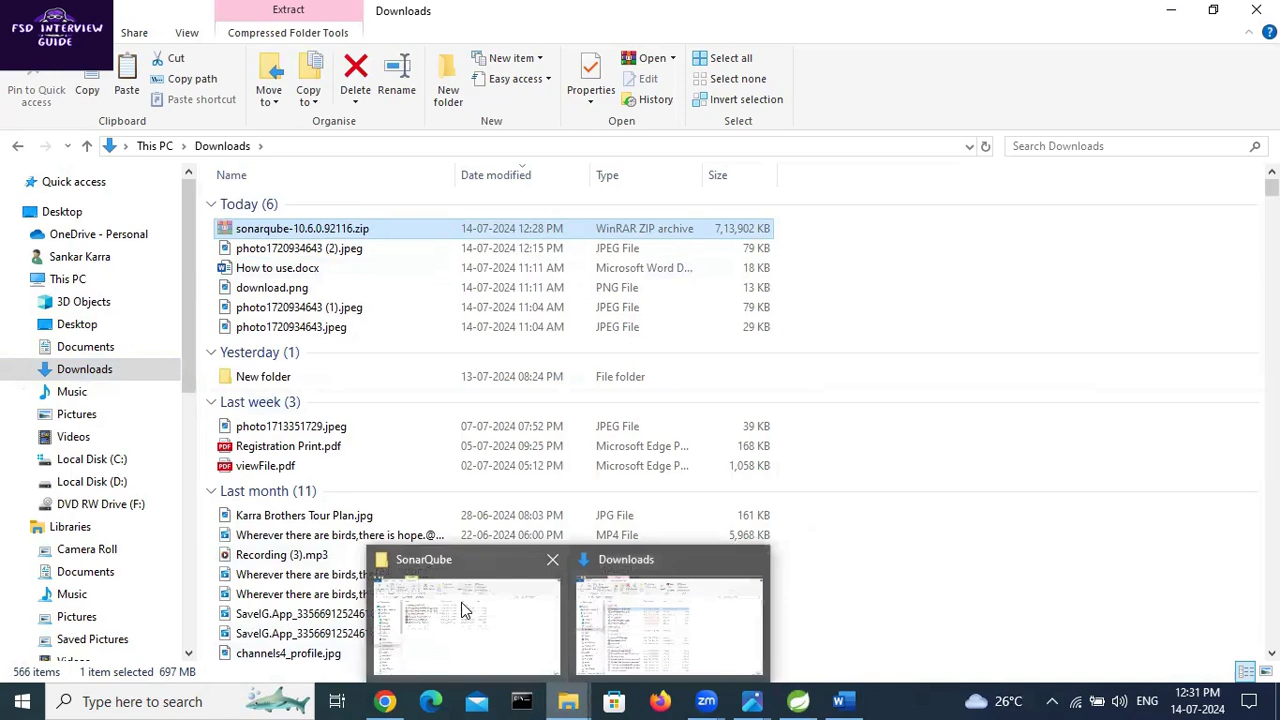 FSD INTERVIEW
GUIDE
Extract
Downloads
Share
View
Compressed Folder Tools
Pin to Quick
access
Copy
Paste
Cut
Copy path
Paste shortcut
Clipboard
Move
to
Copy
to
Delete
Rename
Organise
New
folder
New item
Easy access
New
Properties
Open
Edit
History
Open
Select all
Select none
Invert selection
Select
This PC
Downloads
Search Downloads
Name
Date modified
Type
Size
Quick access
Desktop
OneDrive - Personal
Sankar Karra
This PC
3D Objects
Desktop
Documents
Downloads
Music
Pictures
Videos
Local Disk (C:)
Local Disk (D:)
DVD RW Drive (F:)
Libraries
Camera Roll
Documents
Music
Pictures
Saved Pictures
Today (6)
sonarqube-10.6.0.92116.zip 14-07-2024 12:28 PM WinRAR ZIP archive 7,13,902 KB
photo1720934643 (2).jpeg 14-07-2024 12:15 PM JPEG File 79 KB
How to use.docx 14-07-2024 11:11 AM Microsoft Word D... 18 KB
download.png 14-07-2024 11:11 AM PNG File 13 KB
photo1720934643 (1).jpeg 14-07-2024 11:04 AM JPEG File 79 KB
photo1720934643.jpeg 14-07-2024 11:04 AM JPEG File 29 KB
Yesterday (1)
New folder 13-07-2024 08:24 PM File folder
Last week (3)
photo1713351729.jpeg 07-07-2024 07:52 PM JPEG File 39 KB
Registration Print.pdf 05-07-2024 09:25 PM Microsoft Edge P... 168 KB
viewFile.pdf 02-07-2024 05:12 PM Microsoft Edge P... 1,058 KB
Last month (11)
Karra Brothers Tour Plan.jpg 28-06-2024 08:03 PM JPG File 161 KB
Wherever there are birds,there is hope.@... 22-06-2024 06:00 PM MP4 File 5,968 KB
Recording (3).mp3
Wherever there are birds,th
Wherever there are birds,th
SaveIG.App_
SaveIG.App_
channels4_profile.jpg
SonarQube
Downloads
566 items
Type here to search
26°C
ENG
12:31 PM
14-07-2024